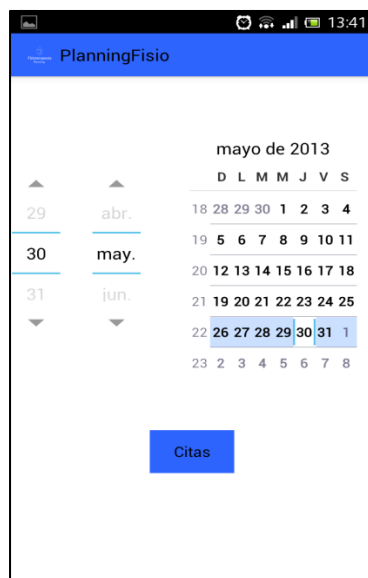 13:41
PlanningFisio
mayo de 2013
D L M M J V S
29 abr.
18 28 29 30 1 2 3 4
19 5 6 7 8 9 10 11
30 may.
20 12 13 14 15 16 17 18
31 jun.
21 19 20 21 22 23 24 25
22 26 27 28 29 30 31 1
23 2 3 4 5 6 7 8
Citas